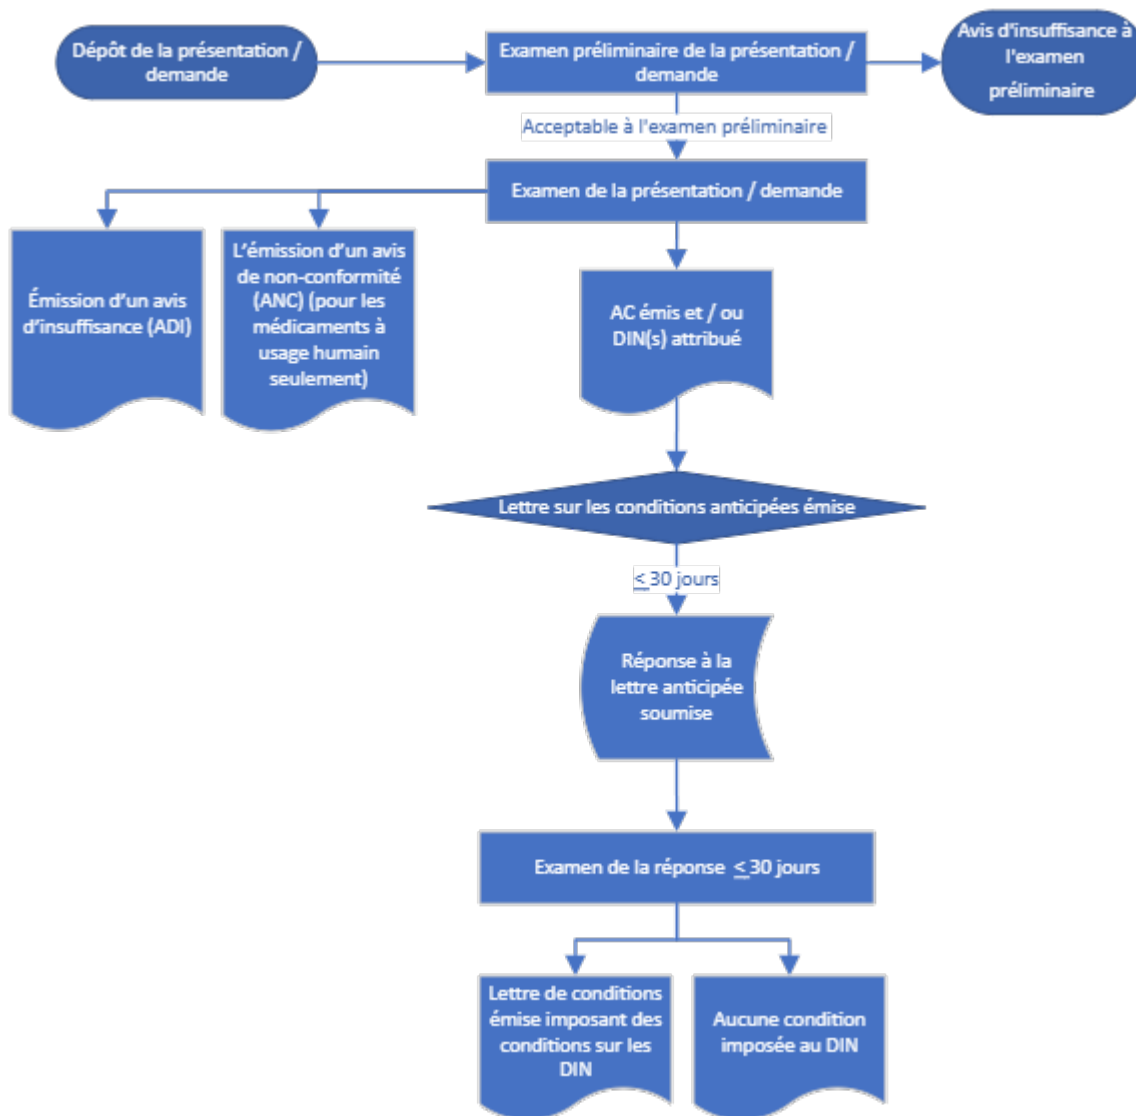 Dépôt de la présentation /
demande
Examen préliminaire de la présentation /
demande
Avis d'insuffisance à
l'examen
préliminaire
Acceptable à l'examen préliminaire
Examen de la présentation / demande
Émission d’un avis
d’insuffisance (ADI)
L’émission d’un avis
de non-conformité
(ANC) (pour les
médicaments à
usage humain
seulement)
AC émis et / ou
DIN(s) attribué
Lettre sur les conditions anticipées émise
< 30 jours
Réponse à la
lettre anticipée
soumise
Examen de la réponse < 30 jours
Lettre de conditions
émise imposant des
conditions sur les
DIN
Aucune condition
imposée au DIN